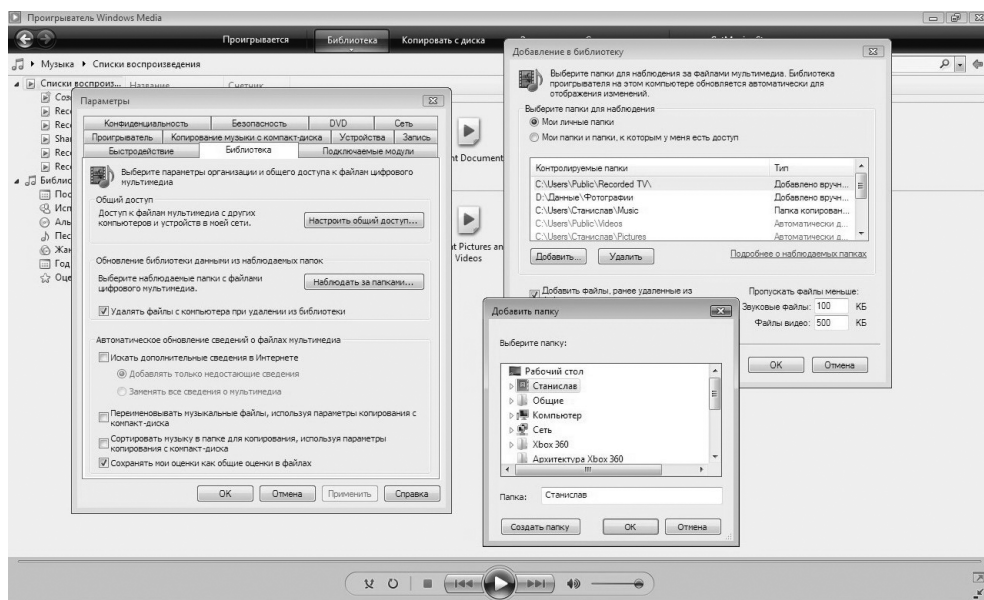 Проигрыватель Windows Media
Проигрывается
Библиотека
Копировать с диска
Музыка
Списки воспроизведения
Списки воспроиз...
Название
Счетчик
Rece
Rece
Shar
Rece
Rece
Библио
nt Document
nt Pictures an
Videos
Параметры
Конфиденциальность
Безопасность
DVD
Сеть
Проигрыватель
Копирование музыки с компакт-диска
Устройства
Запись
Быстродействие
Библиотека
Подключаемые модули
Выберите параметры организации и общего доступа к файлам цифрового
мультимедиа
Общий доступ
Доступ к файлам мультимедиа с других
компьютеров и устройств в моей сети.
Настроить общий доступ...
Обновление библиотеки данными из наблюдаемых папок
Выберите наблюдаемые папки с файлами
цифрового мультимедиа.
Наблюдать за папками...
Удалять файлы с компьютера при удалении из библиотеки
Автоматическое обновление сведений о файлах мультимедиа
Искать дополнительные сведения в Интернете
Добавлять только недостающие сведения
Заменять все сведения о мультимедиа
Переименовывать музыкальные файлы, используя параметры копирования с
компакт-диска
Сортировать музыку в папке для копирования, используя параметры
копирования с компакт-диска
Сохранять мои оценки как общие оценки в файлах
OK
Отмена
Применить
Справка
Добавление в библиотеку
Выберите папки для наблюдения за файлами мультимедиа. Библиотека
проигрывателя на этом компьютере обновляется автоматически для
отображения изменений.
Выберите папки для наблюдения
Мои личные папки
Мои папки и папки, к которым у меня есть доступ
Контролируемые папки
Тип
C:\Users\Public\Recorded TV\
Добавлено вручн...
D:\Данные\Фотографии
Добавлено вручн...
C:\Users\Станислав\Music
Папка копирован...
C:\Users\Public\Videos
Автоматически д...
C:\Users\Станислав\Pictures
Автоматически д...
Добавить...
Удалить
Подробнее о наблюдаемых папках
Добавить файлы, ранее удаленные из
Пропускать файлы меньше:
Звуковые файлы: 100 КБ
Файлы видео: 500 КБ
OK
Отмена
Добавить папку
Выберите папку:
Рабочий стол
Станислав
Общие
Компьютер
Сеть
Xbox 360
Архитектура Xbox 360
Папка: Станислав
Создать папку
OK
Отмена